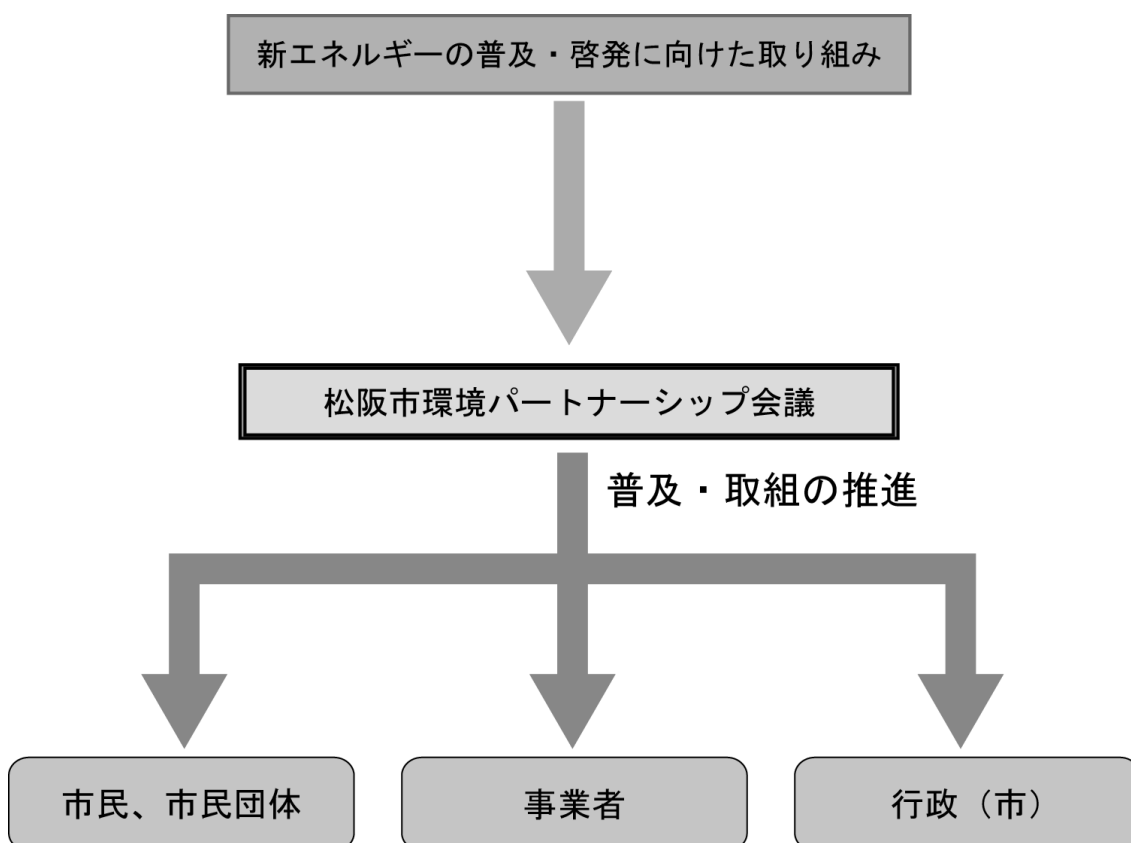 新エネルギーの普及・啓発に向けた取り組み
松阪市環境パートナーシップ会議
普及・取組の推進
市民、市民団体
事業者
行政（市）